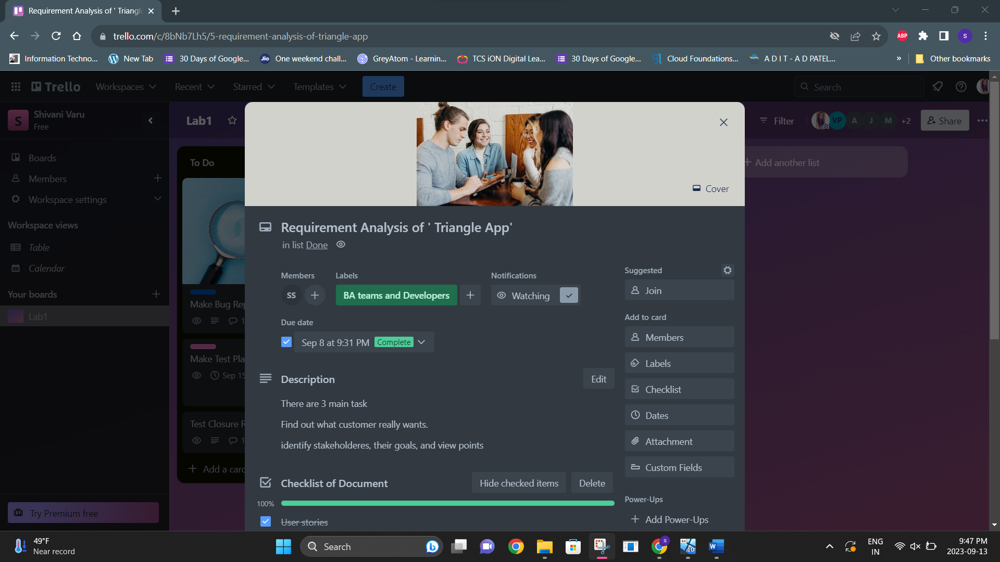 Requirement Analysis of ' Triangle
trello.com/c/8bNb7Lh5/5-requirement-analysis-of-triangle-app
ABP
s
Information Techno...
New Tab
30 Days of Google...
Jio
One weekend chall...
GreyAtom - Learnin...
TCS iON Digital Lea...
30 Days of Google...
Cloud Foundations...
A D I T - A D PATEL...
»
Other bookmarks
Trello
Workspaces
Recent
Starred
Templates
Create
Search
S
Shivani Varu
Free
Lab1
Filter
VP
A
J
M
+2
Share
Boards
Members
Workspace settings
Workspace views
Table
Calendar
Your boards
Lab1
Try Premium free
To Do
Make Bug Rep
1
Make Test Pla
Sep 15
Test Closure R
1
Add a card
Add another list
Cover
Requirement Analysis of ' Triangle App'
in list Done
Members
Labels
Notifications
SS
BA teams and Developers
Watching
Due date
Sep 8 at 9:31 PM
Complete
Description
Edit
There are 3 main task
Find out what customer really wants.
identify stakeholderes, their goals, and view points
Checklist of Document
Hide checked items
Delete
100%
User stories
Suggested
Join
Add to card
Members
Labels
Checklist
Dates
Attachment
Custom Fields
Power-Ups
Add Power-Ups
49°F
Near record
Search
S
64
10
W
ENG
IN
9:47 PM
2023-09-13